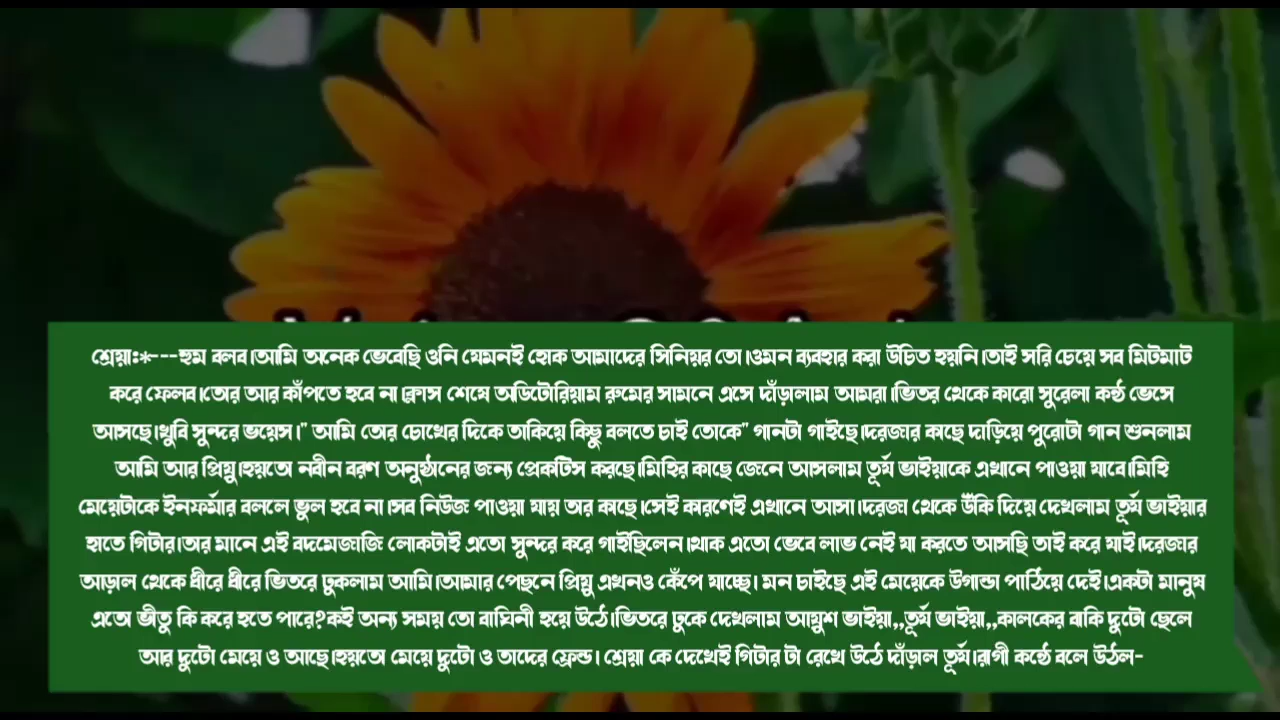 শ্রেয়াঃ*---হুম বলব।আমি অনেক ভেবেছি ওনি যেমনই হোক আমাদের সিনিয়র তো।ওমন ব্যবহার করা উচিত হয়নি।তাই সরি চেয়ে সব মিটমাট
করে ফেলব।তোর আর কাঁপতে হবে না।ক্লাস শেষে অডিটোরিয়াম রুমের সামনে এসে দাঁড়ালাম আমরা।ভিতর থেকে কারো সুরেলা কন্ঠ ভেসে
আসছে।খুবি সুন্দর ভয়েস।" আমি তোর চোখের দিকে তাকিয়ে কিছু বলতে চাই তোকে" গানটা গাইছে।দরজার কাছে দাড়িয়ে পুরোটা গান শুনলাম
আমি আর প্রিয়ু।হয়তো নবীন বরণ অনুষ্ঠানের জন্য প্রেকটিস করছে।মিহির কাছে জেনে আসলাম তূর্য ভাইয়াকে এখানে পাওয়া যাবে।মিহি
মেয়েটাকে ইনফর্মার বললে ভুল হবে না।সব নিউজ পাওয়া যায় তর কাছে।সেই কারণেই এখানে আসা।দরজা থেকে উঁকি দিয়ে দেখলাম তূর্য ভাইয়ার
হাতে গিটার।তর মানে এই বদমেজাজি লোকটাই এতো সুন্দর করে গাইছিলেন।থাক এতো ভেবে লাভ নেই যা করতে আসছি তাই করে যাই।দরজার
আড়াল থেকে ধীরে ধীরে ভিতরে ঢুকলাম আমি।আমার পেছনে প্রিয়ু এখনও কেঁপে যাচ্ছে। মন চাইছে এই মেয়েকে উগান্ডা পাঠিয়ে দেই।একটা মানুষ
এতো ভীতু কি করে হতে পারে?কই অন্য সময় তো বাঘিনী হয়ে উঠে।ভিতরে ঢুকে দেখলাম আয়ুশ ভাইয়া,,তূর্য ভাইয়া,,কালকের বাকি দুটো ছেলে
আর দুটো মেয়ে ও আছে।হয়তো মেয়ে দুটো ও তাদের ফ্রেন্ড। শ্রেয়া কে দেখেই গিটার টা রেখে উঠে দাঁড়াল তূর্য।রাগী কন্ঠে বলে উঠল-